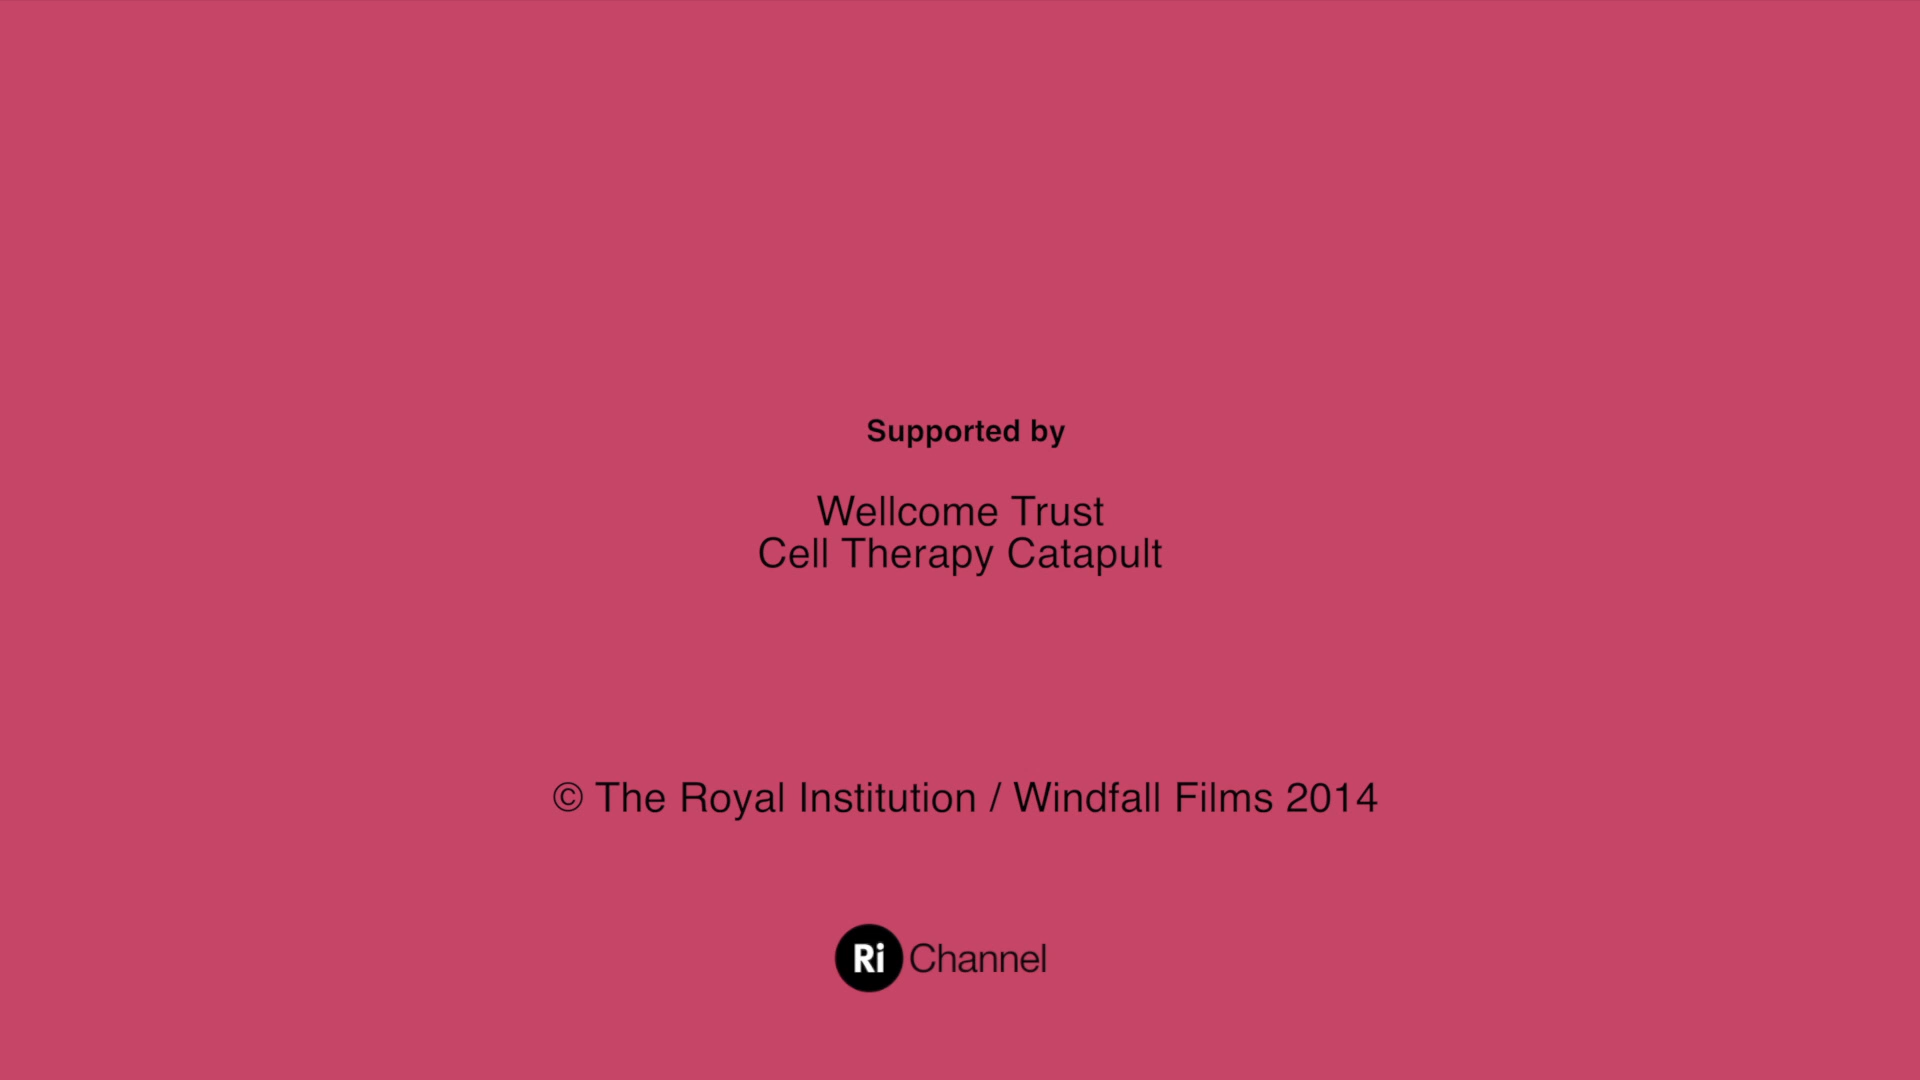 Supported by
Wellcome Trust
Cell Therapy Catapult
© The Royal Institution / Windfall Films 2014
Ri Channel